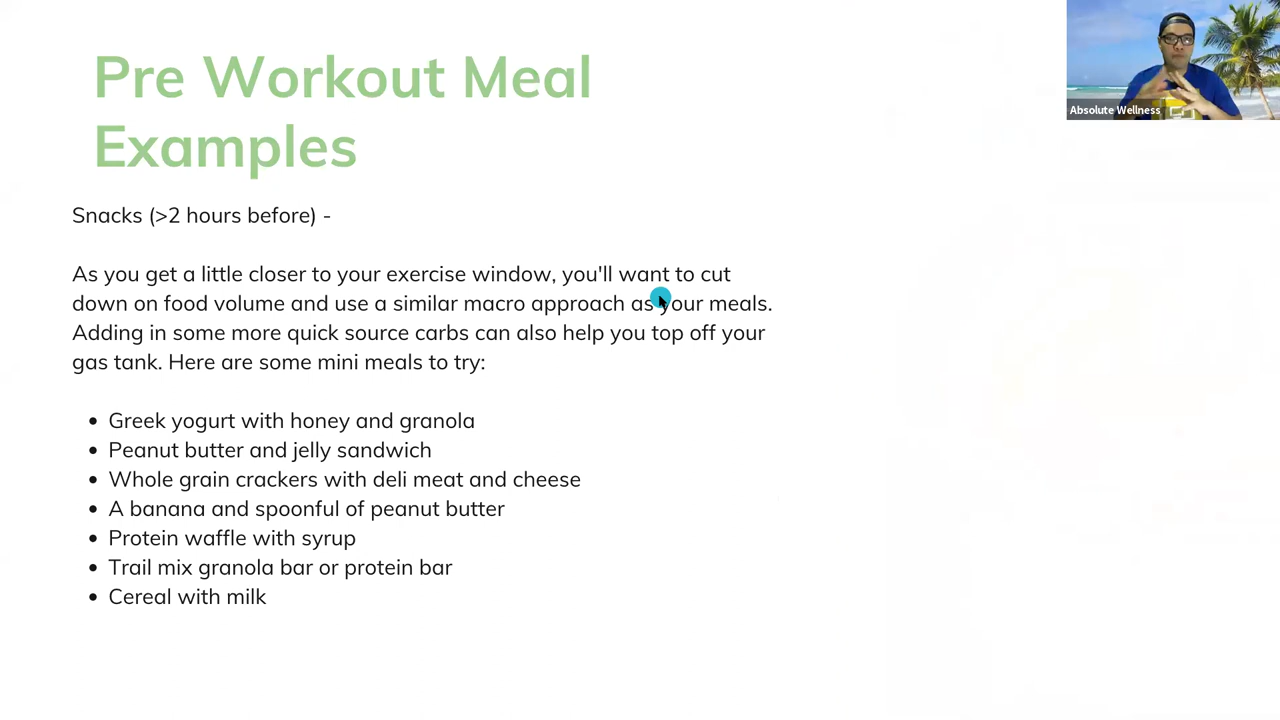 Pre Workout Meal
Examples
Absolute Wellness
Snacks (>2 hours before) -
As you get a little closer to your exercise window, you'll want to cut
down on food volume and use a similar macro approach as your meals.
Adding in some more quick source carbs can also help you top off your
gas tank. Here are some mini meals to try:
• Greek yogurt with honey and granola
• Peanut butter and jelly sandwich
• Whole grain crackers with deli meat and cheese
• A banana and spoonful of peanut butter
• Protein waffle with syrup
• Trail mix granola bar or protein bar
• Cereal with milk